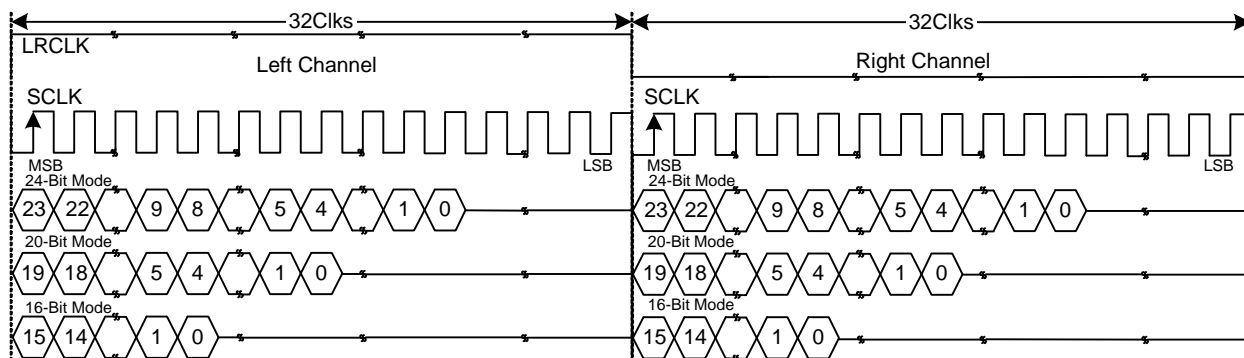 32Clks 32Clks
LRCLK
Left Channel Right Channel
SCLK SCLK
MSB LSB MSB LSB
24-Bit Mode 24-Bit Mode
23 22 9 8 5 4 1 0 23 22 9 8 5 4 1 0
20-Bit Mode 20-Bit Mode
19 18 5 4 1 0 19 18 5 4 1 0
16-Bit Mode 16-Bit Mode
15 14 1 0 15 14 1 0